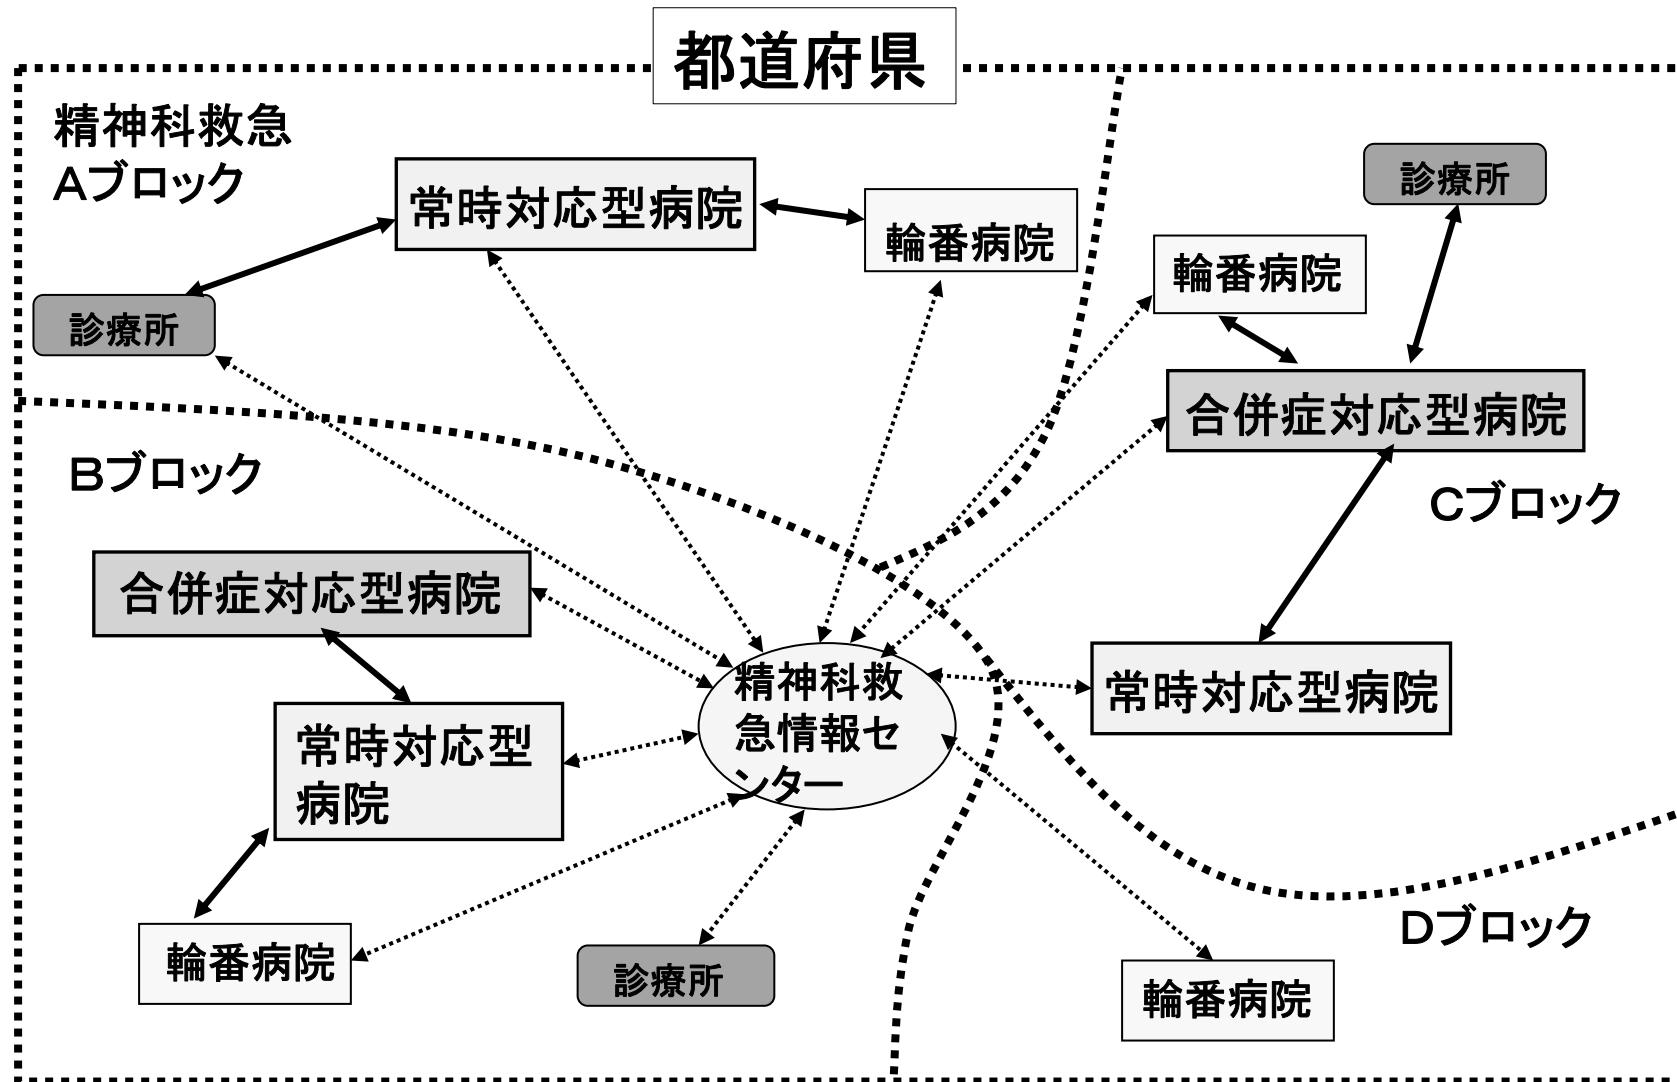 都道府県
精神科救急
Aブロック
常時対応型病院
輪番病院
診療所
診療所
輪番病院
合併症対応型病院
Cブロック
常時対応型病院
Bブロック
合併症対応型病院
常時対応型
病院
輪番病院
診療所
精神科救
急情報セ
ンター
Dブロック
輪番病院